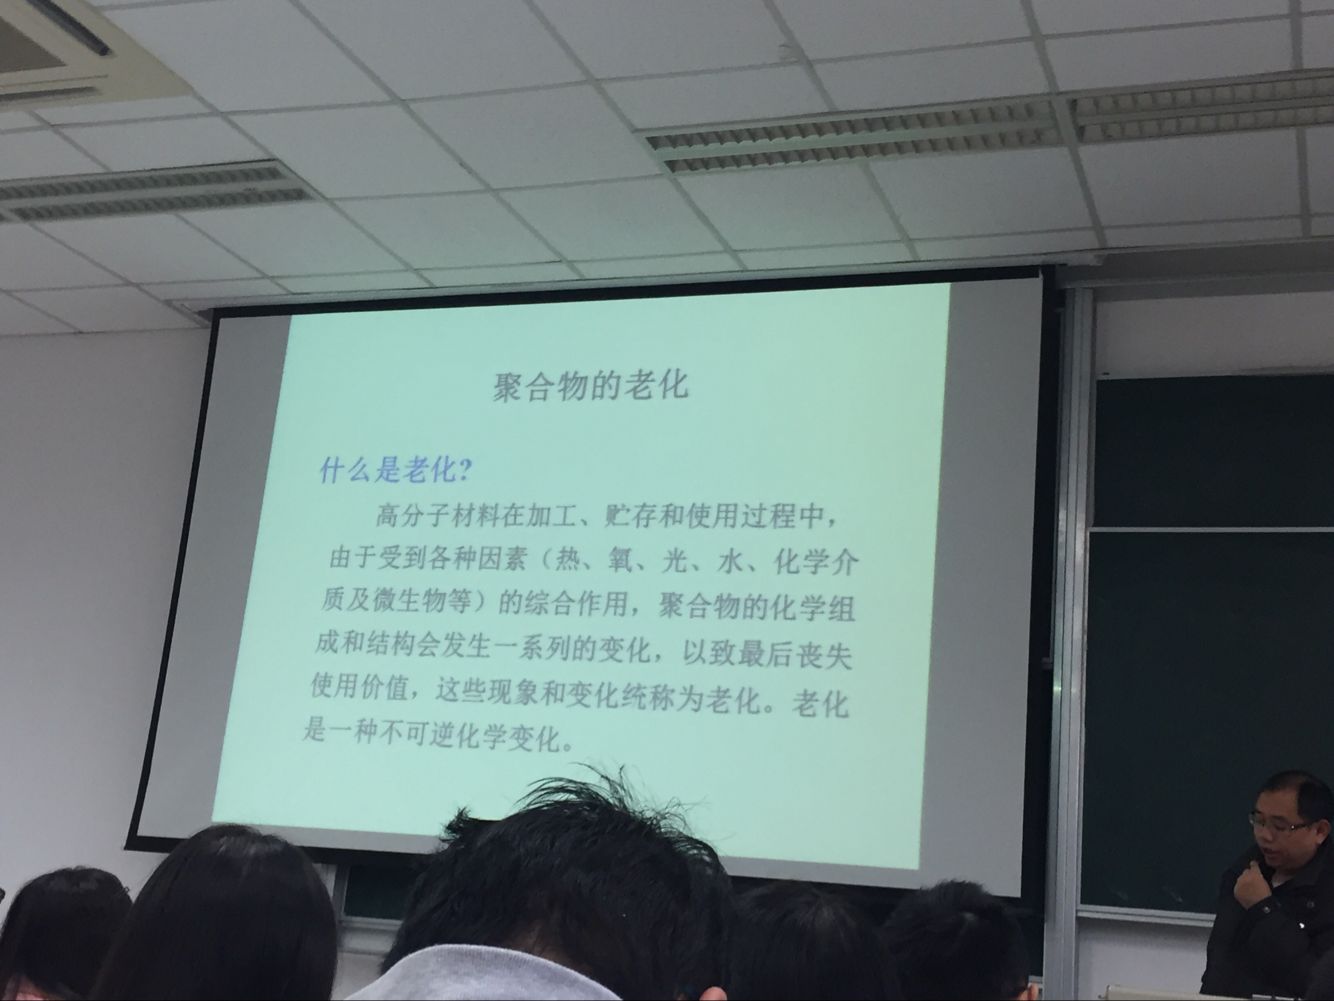 聚合物的老化
什么是老化?
高分子材料在加工、贮存和使用过程中，
由于受到各种因素（热、氧、光、水、化学介
质及微生物等）的综合作用，聚合物的化学组
成和结构会发生一系列的变化，以致最后丧失
使用价值，这些现象和变化统称为老化。老化
是一种不可逆化学变化。